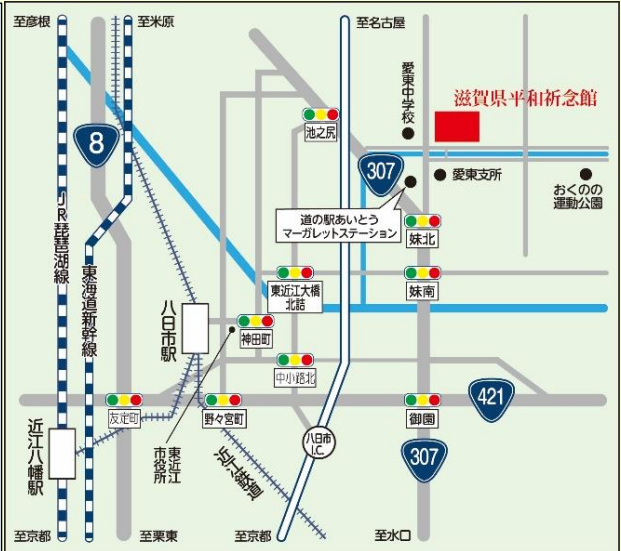 至彦根
至米原
至名古屋
愛東中学校
滋賀県平和祈念館
池之尻
8
307
愛東支所
おくのの
運動公園
道の駅あいとう
マーガレットステーション
妹北
JR琵琶湖線
東海道新幹線
東近江大橋
北詰
妹南
八日市駅
神田町
中小路北
421
友定町
野々宮町
御園
近江八幡駅
東近江
市役所
近江鉄道
八日市
I.C.
307
至京都
至栗東
至京都
至水口